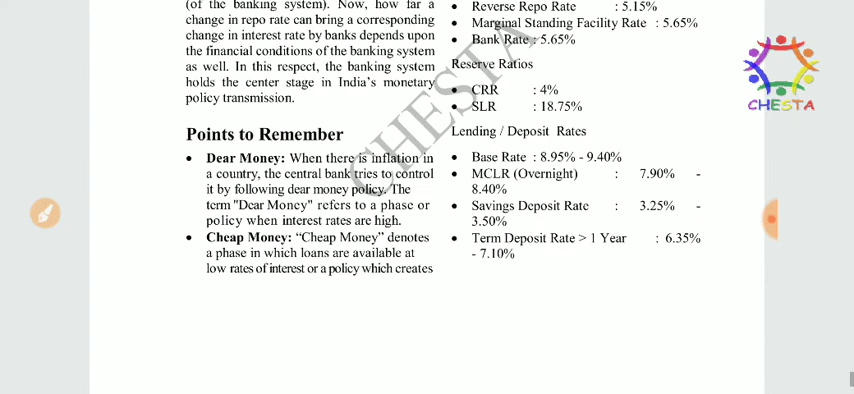 (of the banking system). Now, how far a
change in repo rate can bring a corresponding
change in interest rate by banks depends upon
the financial conditions of the banking system
as well. In this respect, the banking system
holds the center stage in India's monetary
policy transmission.
Points to Remember
• Dear Money: When there is inflation in
a country, the central bank tries to control
it by following dear money policy. The
term "Dear Money" refers to a phase or
policy when interest rates are high.
• Cheap Money: “Cheap Money” denotes
a phase in which loans are available at
low rates of interest or a policy which creates
• Reverse Repo Rate : 5.15%
• Marginal Standing Facility Rate : 5.65%
• Bank Rate : 5.65%
Reserve Ratios
• CRR : 4%
• SLR : 18.75%
Lending / Deposit Rates
• Base Rate : 8.95% - 9.40%
• MCLR (Overnight) : 7.90% -
8.40%
• Savings Deposit Rate : 3.25% -
3.50%
• Term Deposit Rate > 1 Year : 6.35%
- 7.10%
CHESTA
CHESTA